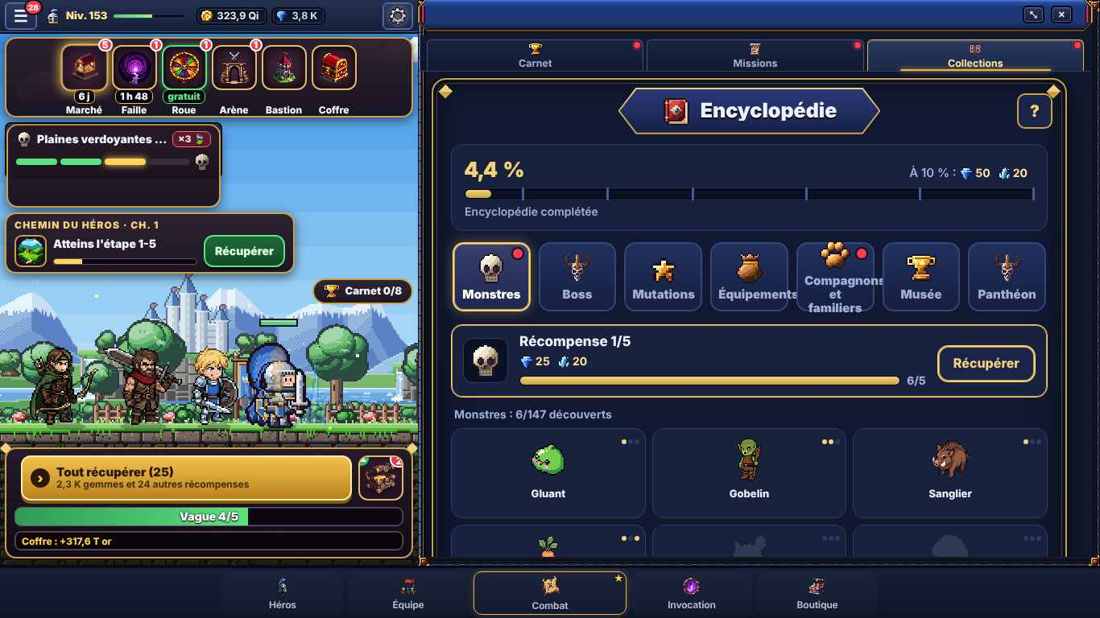 28
Niv. 153
323,9 Qi
3,8 K
5
1
1
1
6 j
1 h 48
gratuit
Marché
Faille
Roue
Arène
Bastion
Coffre
Plaines verdoyantes ...
×3
CHEMIN DU HÉROS · CH. 1
Atteins l'étape 1-5
Récupérer
Carnet 0/8
Tout récupérer (25)
2,3 K gemmes et 24 autres récompenses
Vague 4/5
Coffre : +317,6 T or
Carnet
Missions
Collections
Encyclopédie
?
4,4 %
À 10 % : 50 20
Encyclopédie complétée
Monstres
Boss
Mutations
Équipements
Compagnons et familiers
Musée
Panthéon
Récompense 1/5
25 20
6/5
Récupérer
Monstres : 6/147 découverts
Gluant
Gobelin
Sanglier
Héros
Équipe
Combat
Invocation
Boutique